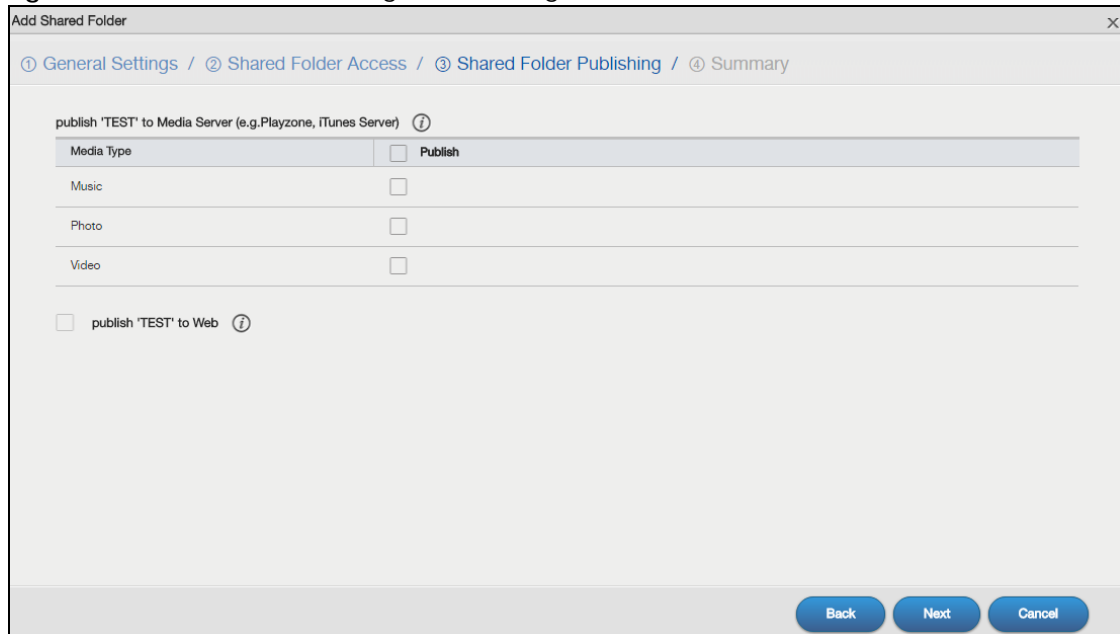 Add Shared Folder X
① General Settings / ② Shared Folder Access / ③ Shared Folder Publishing / ④ Summary
publish 'TEST' to Media Server (e.g.Playzone, iTunes Server) i
Media Type Publish
Music
Photo
Video
publish 'TEST' to Web i
Back Next Cancel